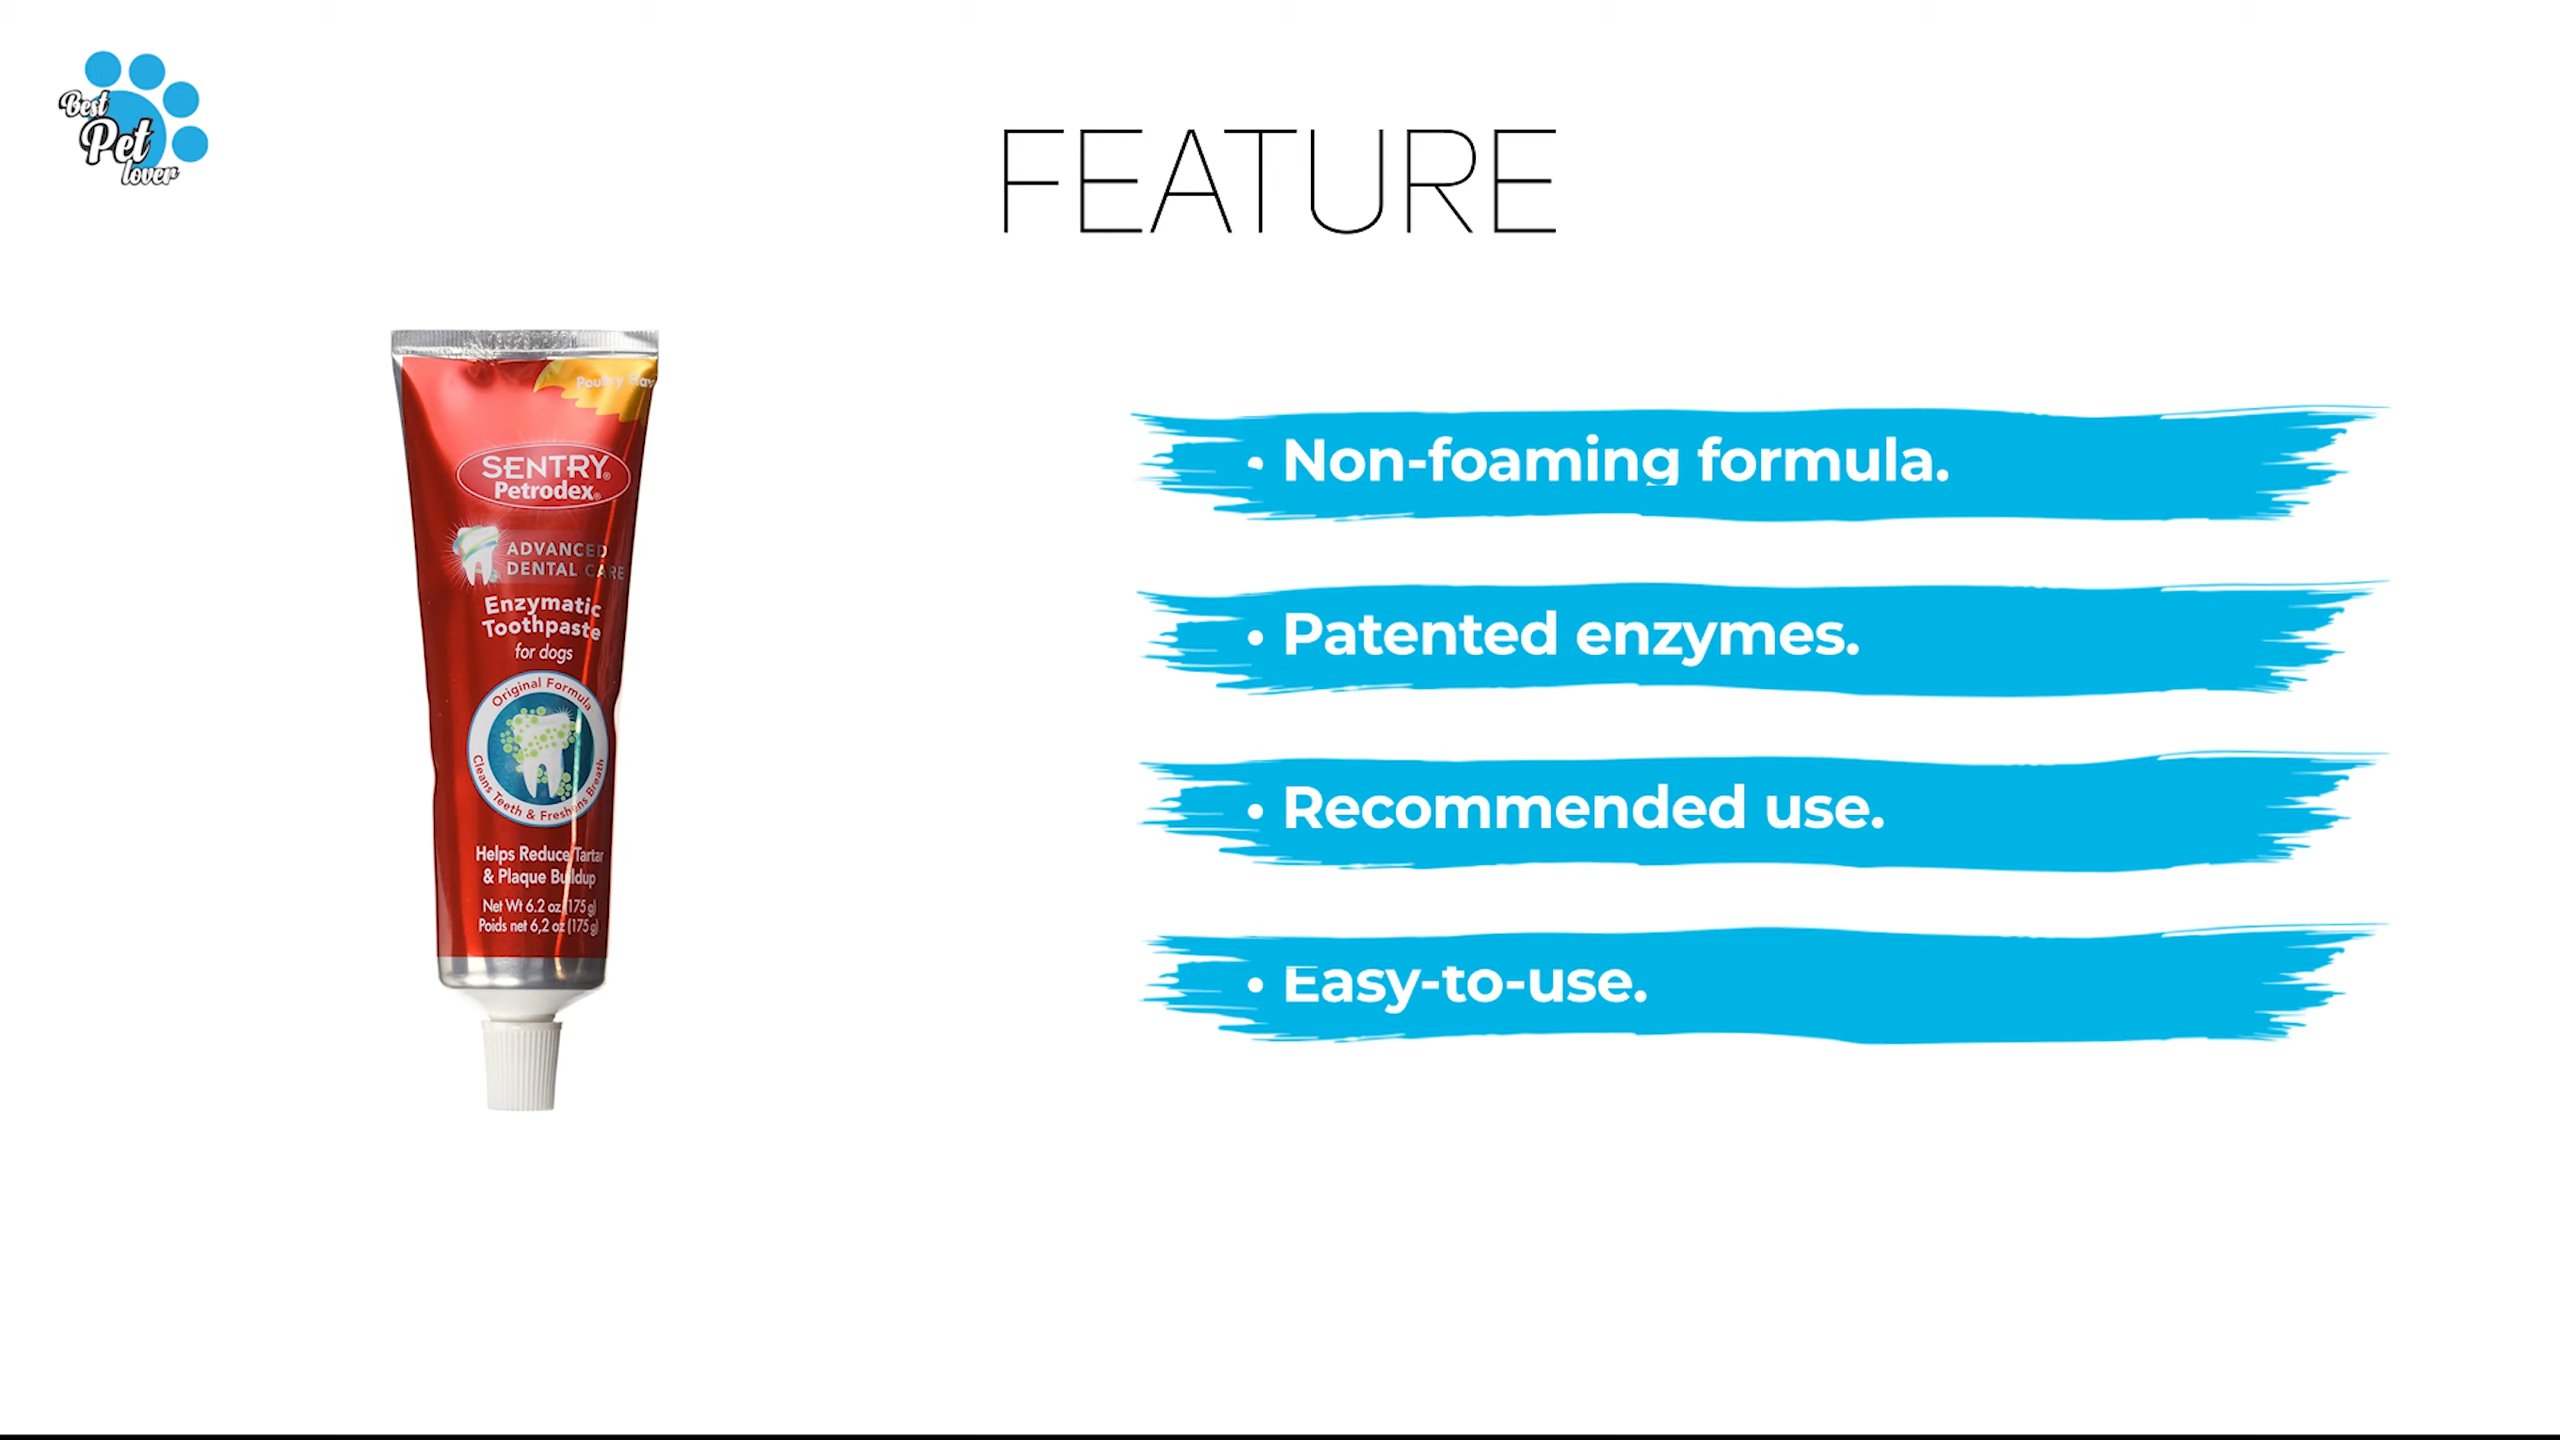 Best
Pet
lover
FEATURE
Poultry
SENTRY®
Petrodex®
ADVANCED
DENTAL CARE
Enzymatic
Toothpaste
for dogs
Original Formula
Cleans Teeth & Freshens Breath
Helps Reduce Tartar
& Plaque Buildup
Net Wt 6.2 oz (175 g)
Poids net 6,2 oz (175 g)
• Non-foaming formula.
• Patented enzymes.
• Recommended use.
• Easy-to-use.